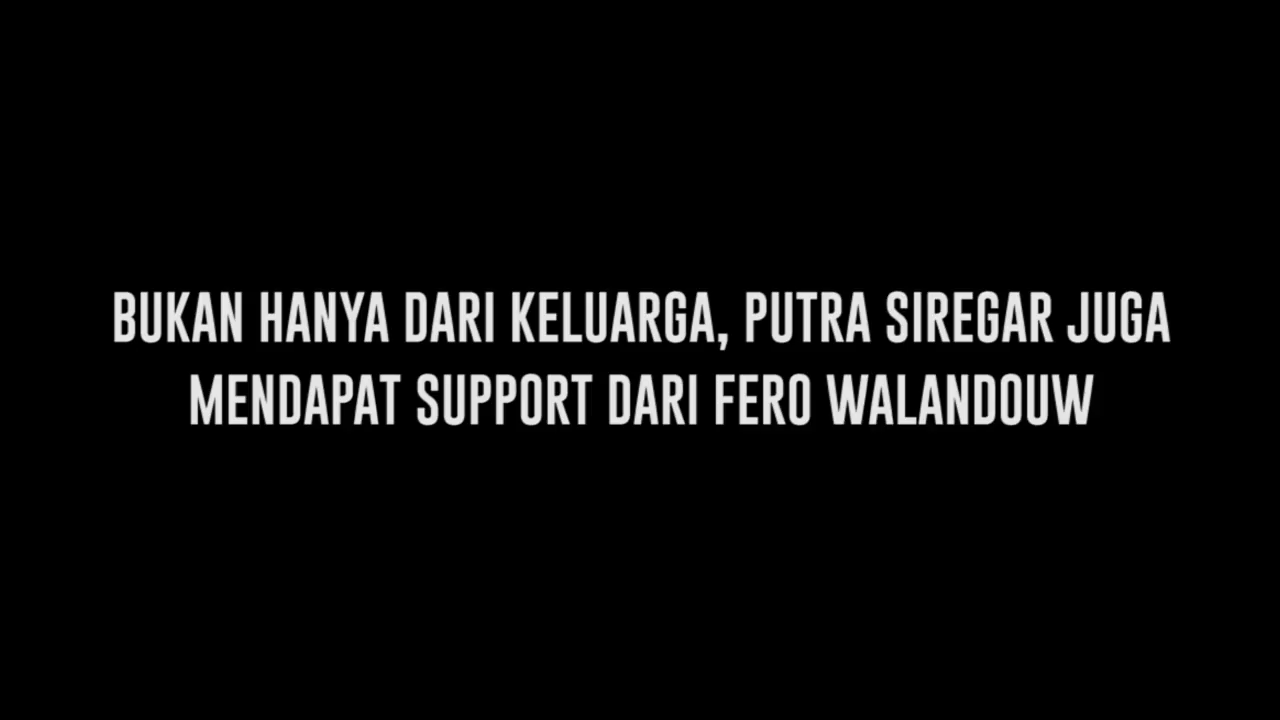 BUKAN HANYA DARI KELUARGA, PUTRA SIREGAR JUGA
MENDAPAT SUPPORT DARI FERO WALANDOUW